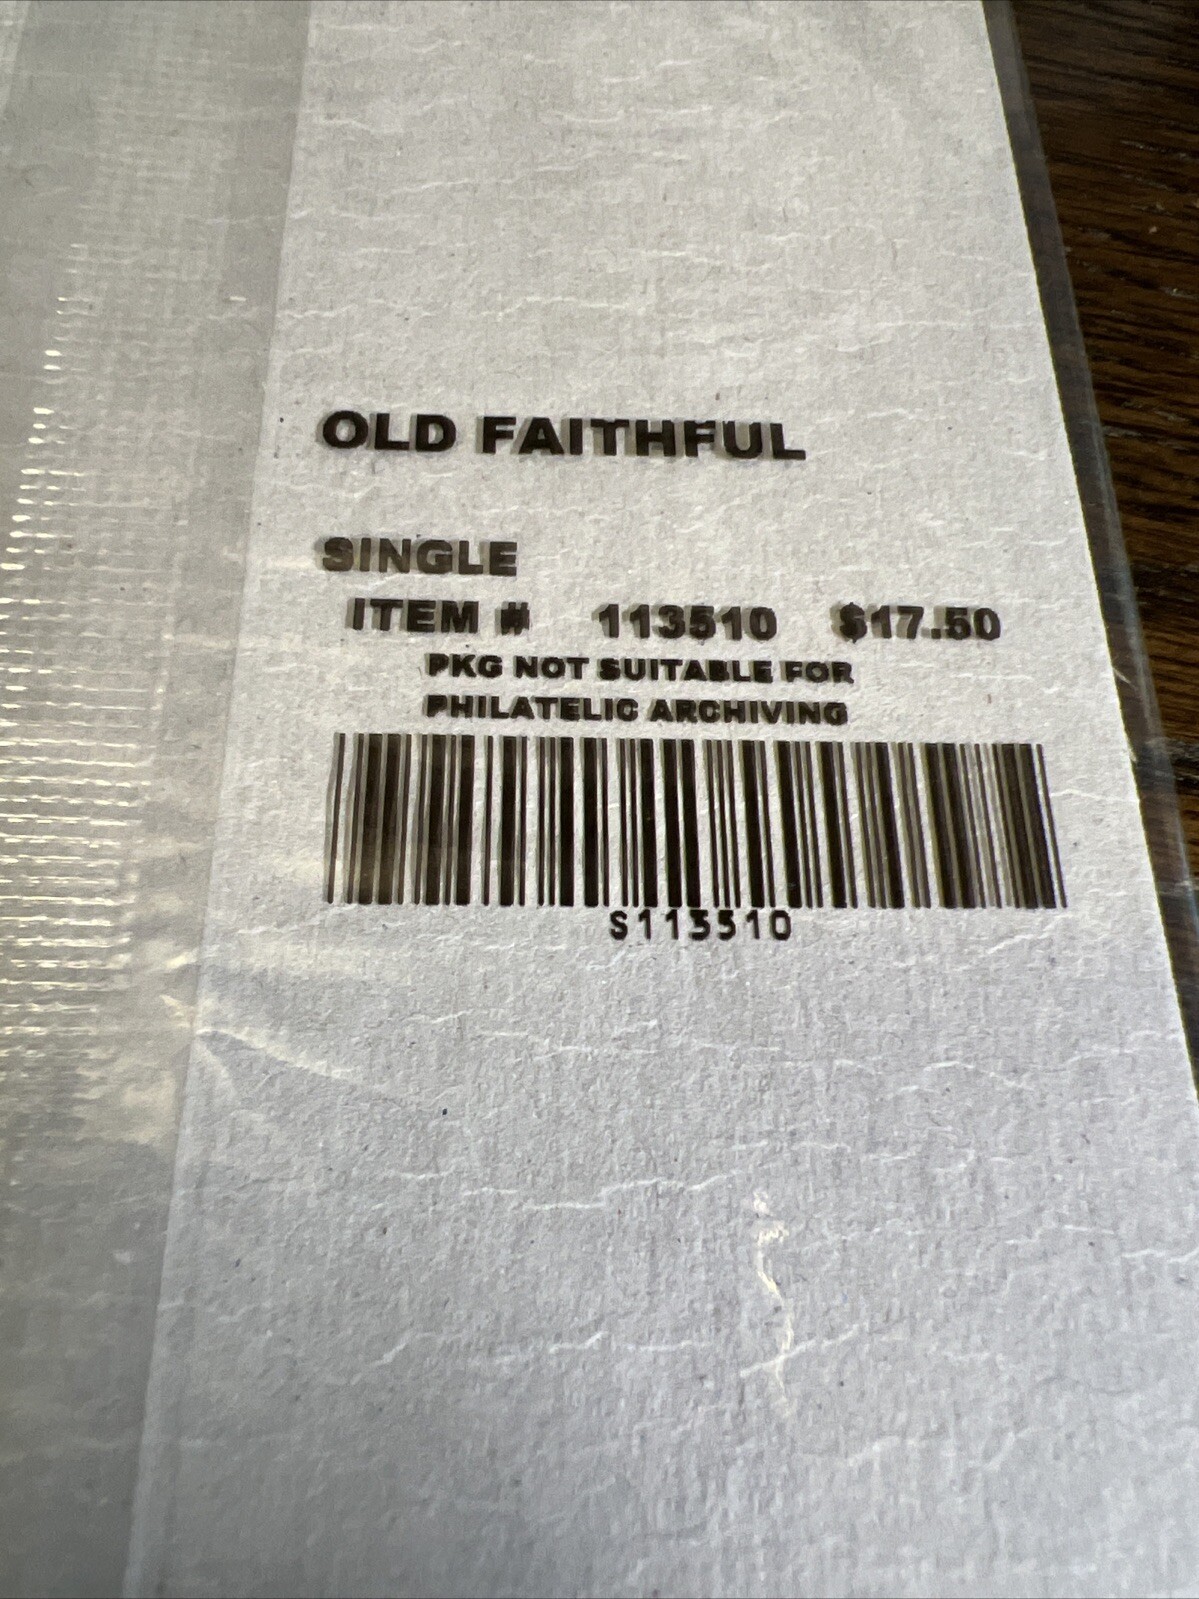 OLD FAITHFUL
SINGLE
ITEM # 113510 $17.50
PKG NOT SUITABLE FOR
PHILATELIC ARCHIVING
S113510